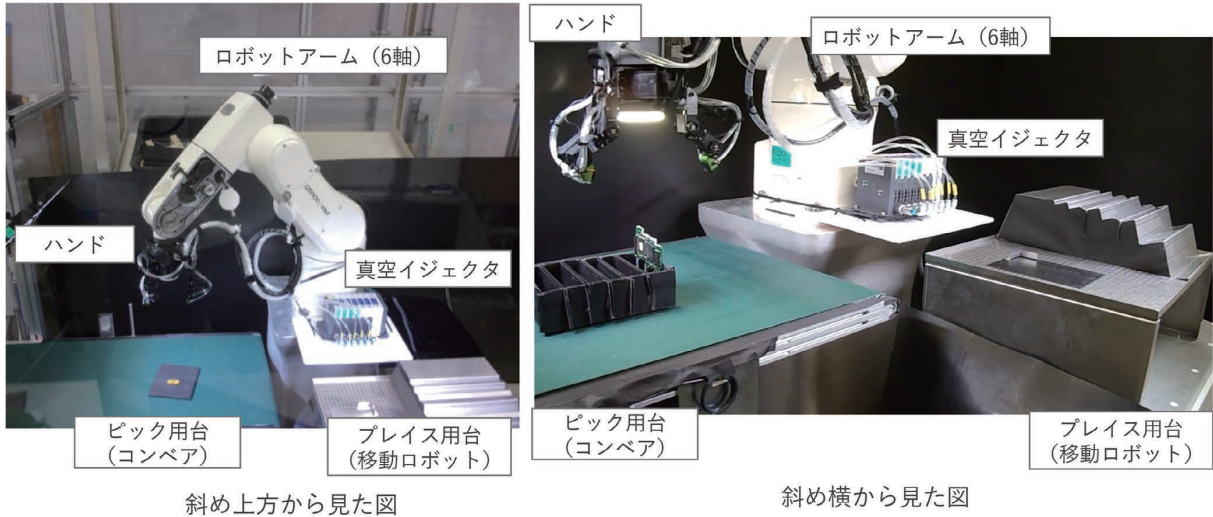 ロボットアーム（6軸）
ハンド
真空イジェクタ
ピック用台
（コンベア）
プレイス用台
（移動ロボット）
斜め上方から見た図
ハンド
ロボットアーム（6軸）
真空イジェクタ
ピック用台
（コンベア）
プレイス用台
（移動ロボット）
斜め横から見た図